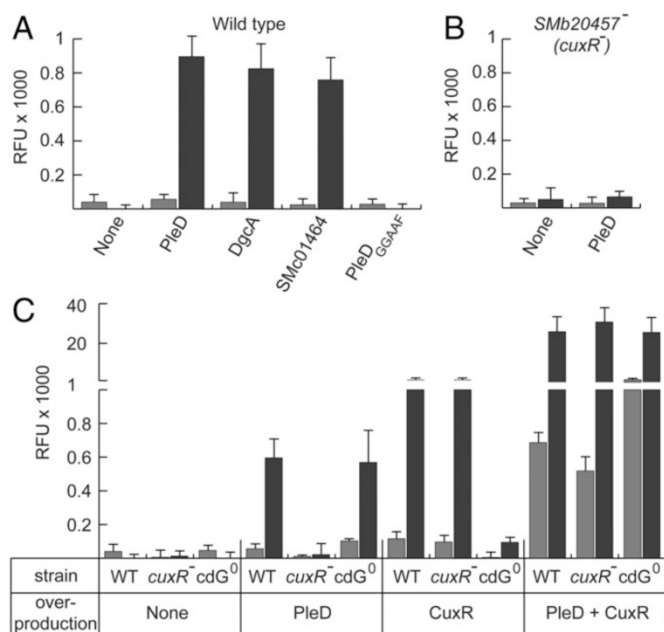 A
Wild type
RFU x 1000
1
0.8
0.6
0.4
0.2
None
PleD
DgcA
SMc01464
PleD GGAAF
B
SMb20457-
(cuxR-)
RFU x 1000
1
0.8
0.6
0.4
0.2
None
PleD
C
RFU x 1000
40
20
1
0.8
0.6
0.4
0.2
strain WT cuxR- cdG0 WT cuxR- cdG0 WT cuxR- cdG0 WT cuxR- cdG0
over-
production None PleD CuxR PleD + CuxR